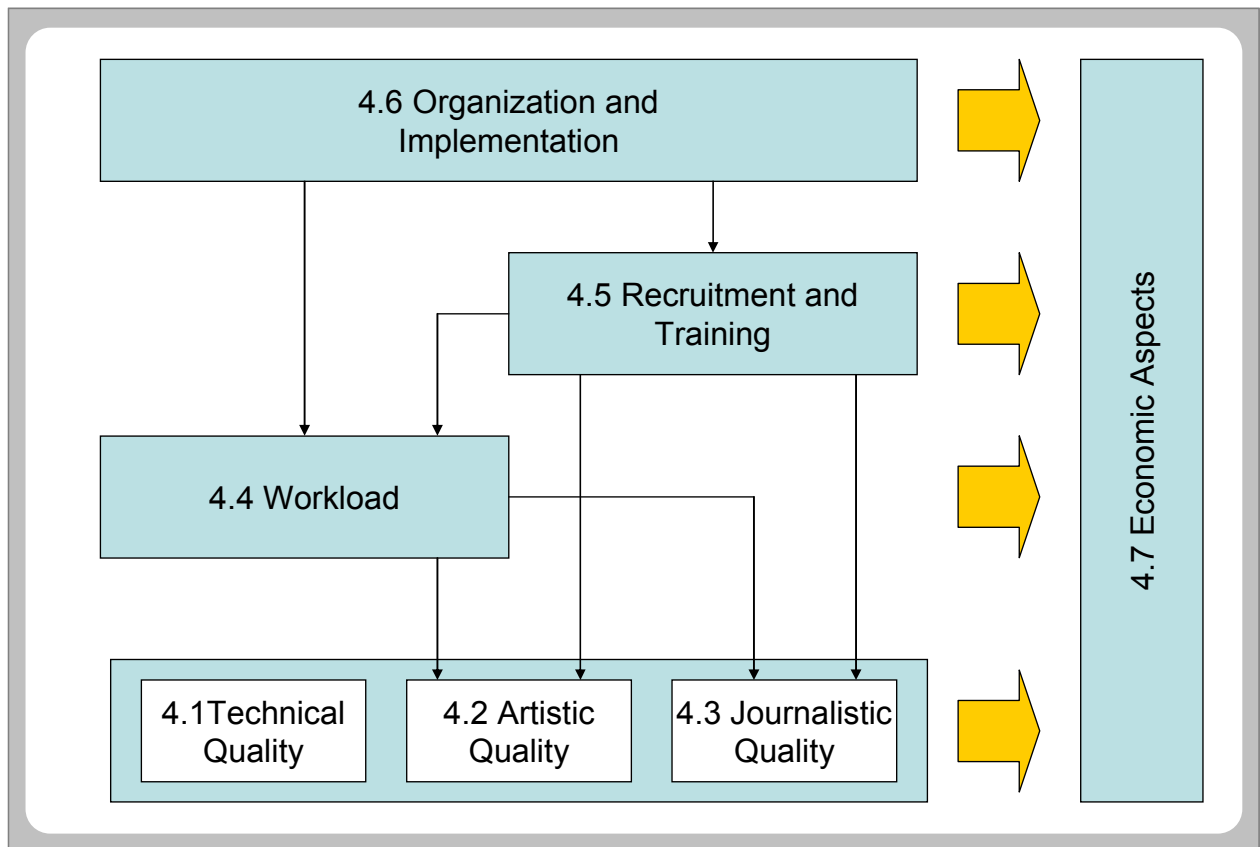 4.6 Organization and
Implementation
4.5 Recruitment and
Training
4.4 Workload
4.1Technical
Quality
4.2 Artistic
Quality
4.3 Journalistic
Quality
4.7 Economic Aspects